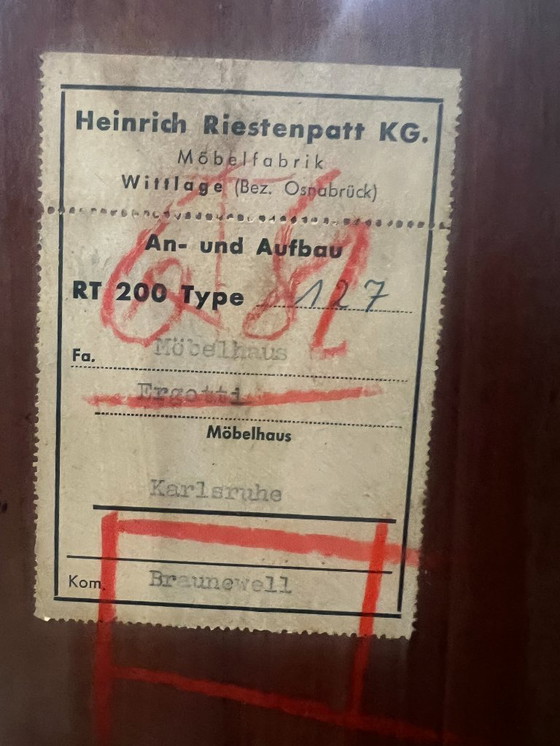 Heinrich Riestenpatt KG.
Möbelfabrik
Wittlage (Bez. Osnabrück)
An- und Aufbau
RT 200 Type 127
Fa. Möbelhaus
Ergotti
Möbelhaus
Karlsruhe
Kom. Braunewell